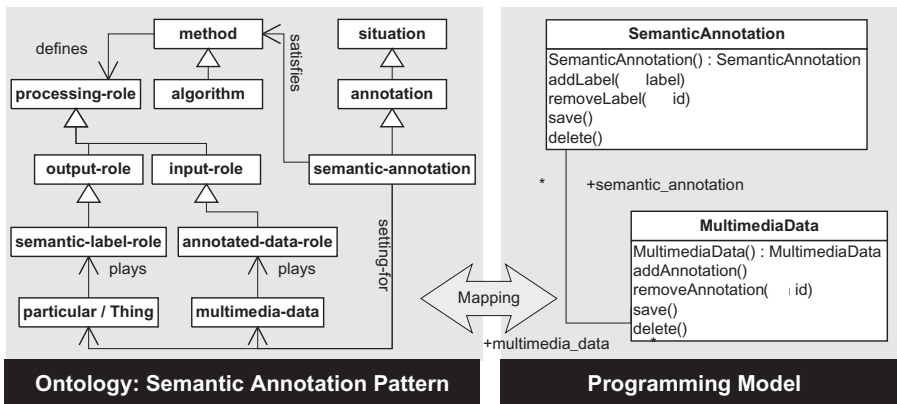 method
situation
defines
satisfies
processing-role
algorithm
annotation
output-role
input-role
semantic-annotation
semantic-label-role
annotated-data-role
setting-for
plays
plays
particular / Thing
multimedia-data
Ontology: Semantic Annotation Pattern
Mapping
SemanticAnnotation
SemanticAnnotation() : SemanticAnnotation
addLabel( label)
removeLabel( id)
save()
delete()
*
+semantic_annotation
MultimediaData
MultimediaData() : MultimediaData
addAnnotation()
removeAnnotation( id)
save()
delete()
*
+multimedia_data
Programming Model